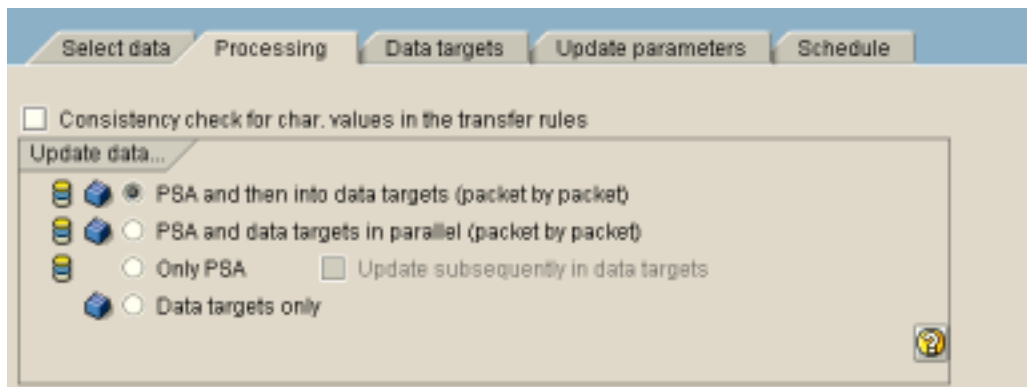 Select data Processing Data targets Update parameters Schedule
Consistency check for char. values in the transfer rules
Update data...
PSA and then into data targets (packet by packet)
PSA and data targets in parallel (packet by packet)
Only PSA Update subsequently in data targets
Data targets only